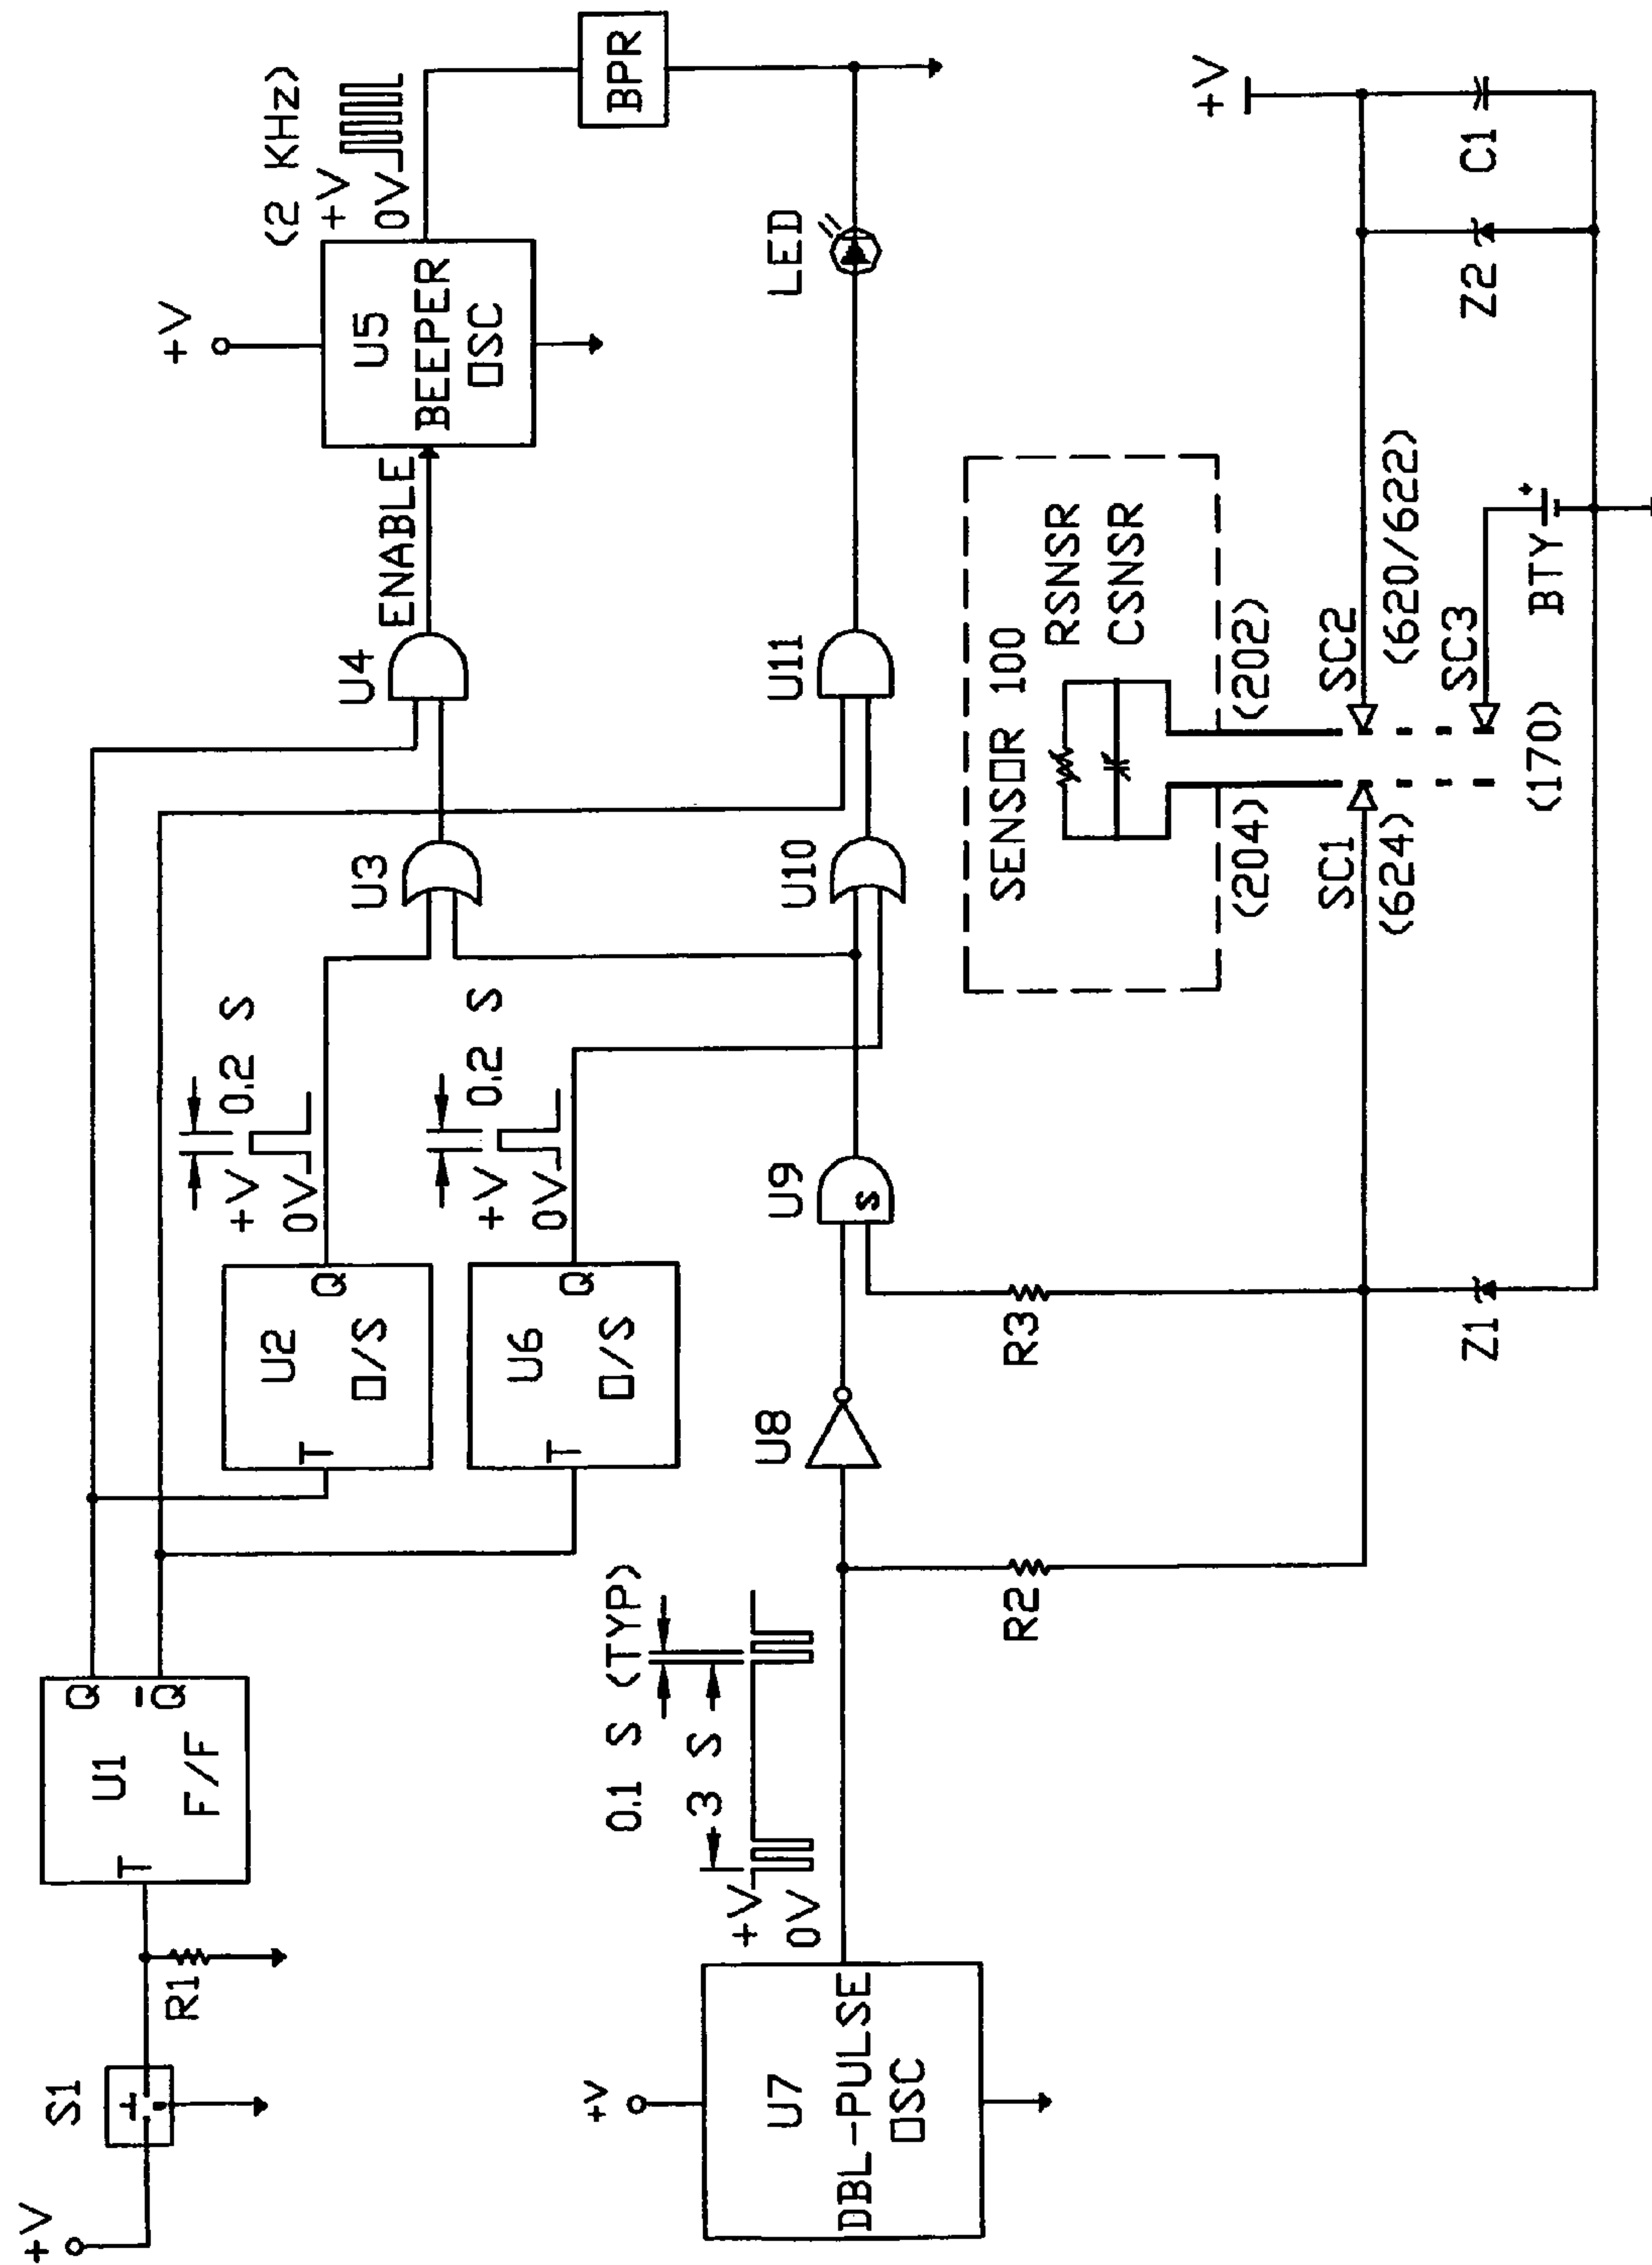 +V
S1
R1
T
U1
F/F
Q
Q
T
U2
O/S
Q
+V
0V
0.2 S
T
U6
O/S
Q
+V
0V
0.2 S
U3
U4
ENABLE
+V
U5
BEEPER
OSC
(2 KHz)
+V
0V
BPR
+V
U7
DBL-PULSE
OSC
+V
0V
3 S
0.1 S (TYP)
U8
R2
U9
S
R3
U10
U11
LED
SENSOR 100
RSNSR
CSNSR
(204)
(202)
SC1
(624)
SC2
(620/622)
SC3
(170)
BTY
+
Z1
Z2
C1
+V